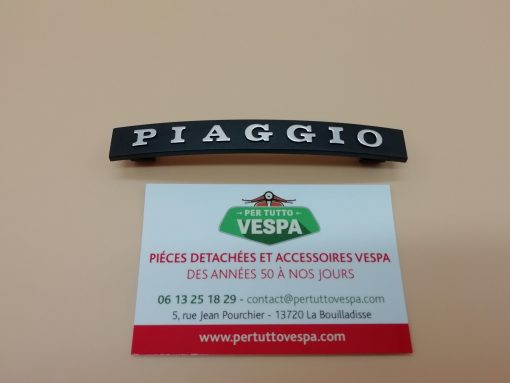 PIAGGIO
PER TUTTO
VESPA
PIÉCES DETACHÉES ET ACCESSOIRES VESPA
DES ANNÉES 50 À NOS JOURS
06 13 25 18 29 - contact@pertuttovespa.com
5, rue Jean Pourchier - 13720 La Bouilladisse
www.pertuttovespa.com